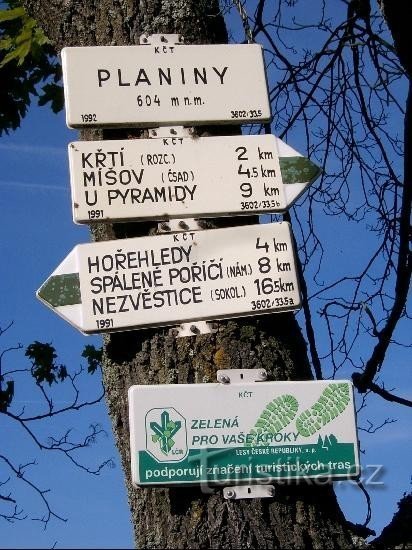 KČT
PLANINY
604 m n.m.
1992 3602/33.5
KČT
KŘTÍ (ROZC.) 2 km
MÍŠOV (ČSAD) 4.5 km
U PYRAMIDY 9 km
1991 3602/33.5b
KČT
HOŘEHLEDY 4 km
SPÁLENÉ POŘÍČÍ (NÁM.) 8 km
NEZVĚSTICE (SOKOL.) 16.5 km
1991 3602/33.5a
KČT
ZELENÁ
PRO VAŠE KROKY
LESY ČESKÉ REPUBLIKY, s.p.
LČR
podporují značení turistických tras